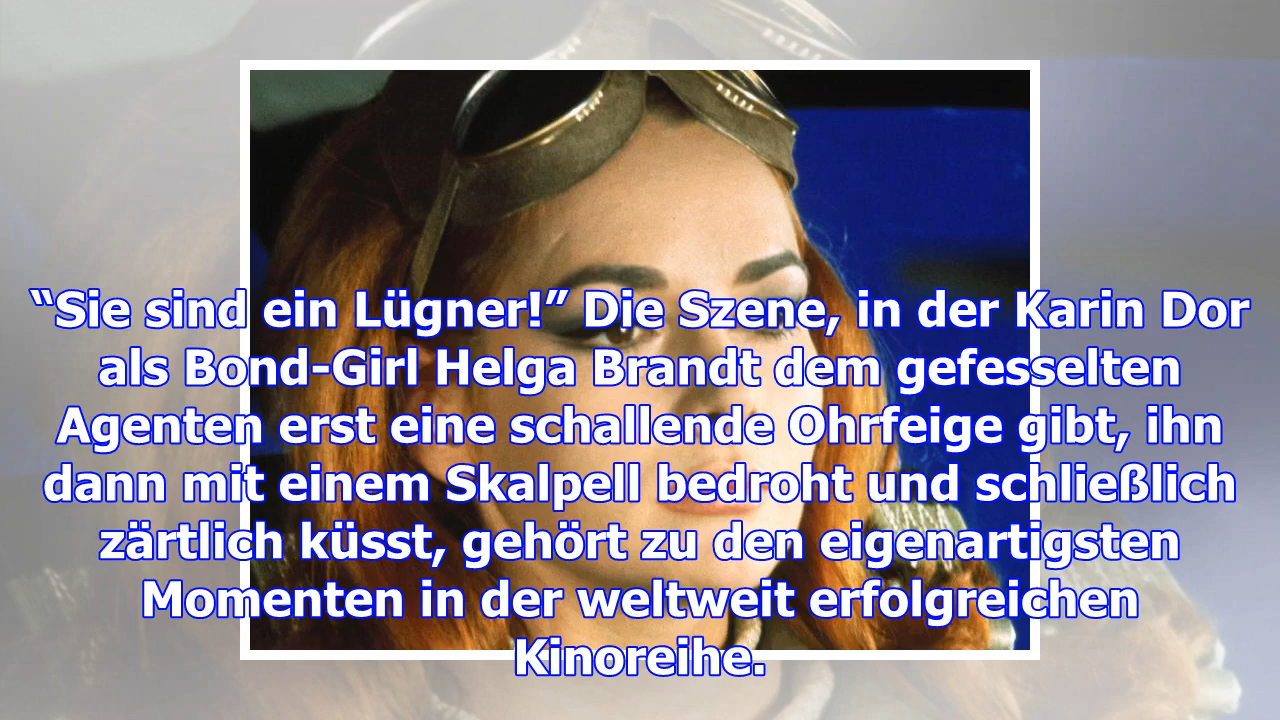 “Sie sind ein Lügner!” Die Szene, in der Karin Dor
als Bond-Girl Helga Brandt dem gefesselten
Agenten erst eine schallende Ohrfeige gibt, ihn
dann mit einem Skalpell bedroht und schließlich
zärtlich küsst, gehört zu den eigenartigsten
Momenten in der weltweit erfolgreichen
Kinoreihe.